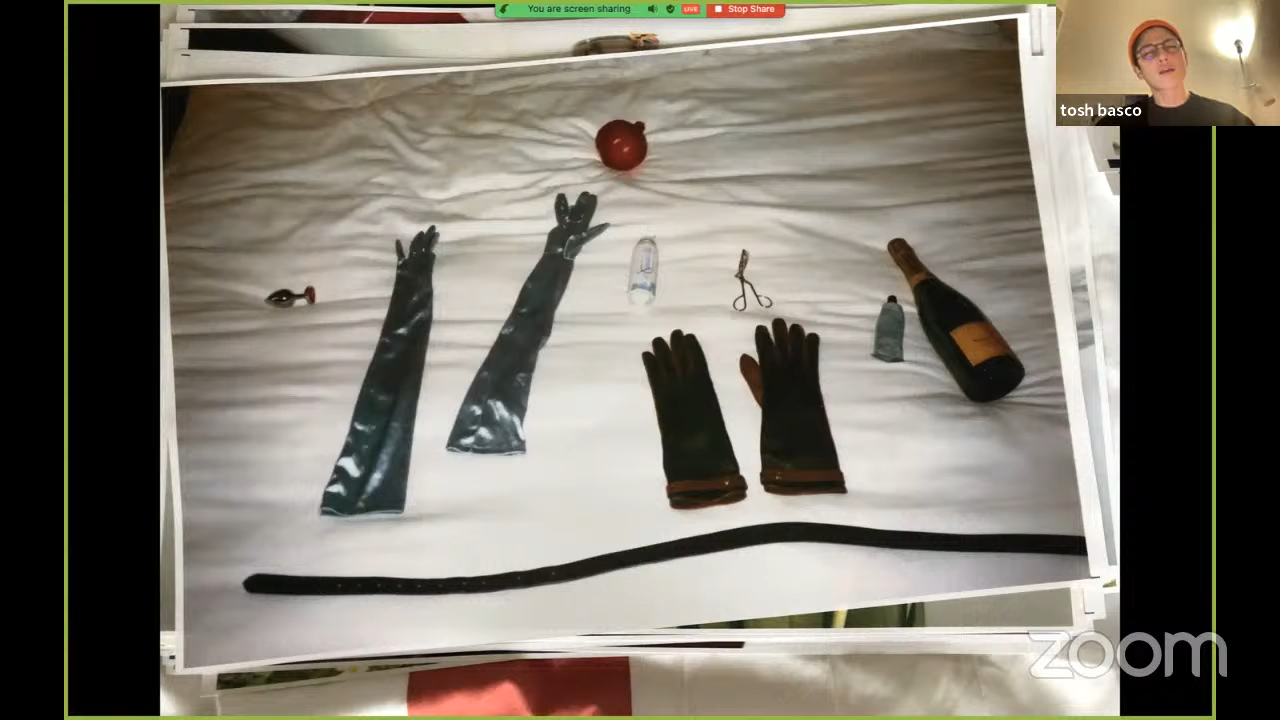 You are screen sharing
LIVE
Stop Share
tosh basco
zoom